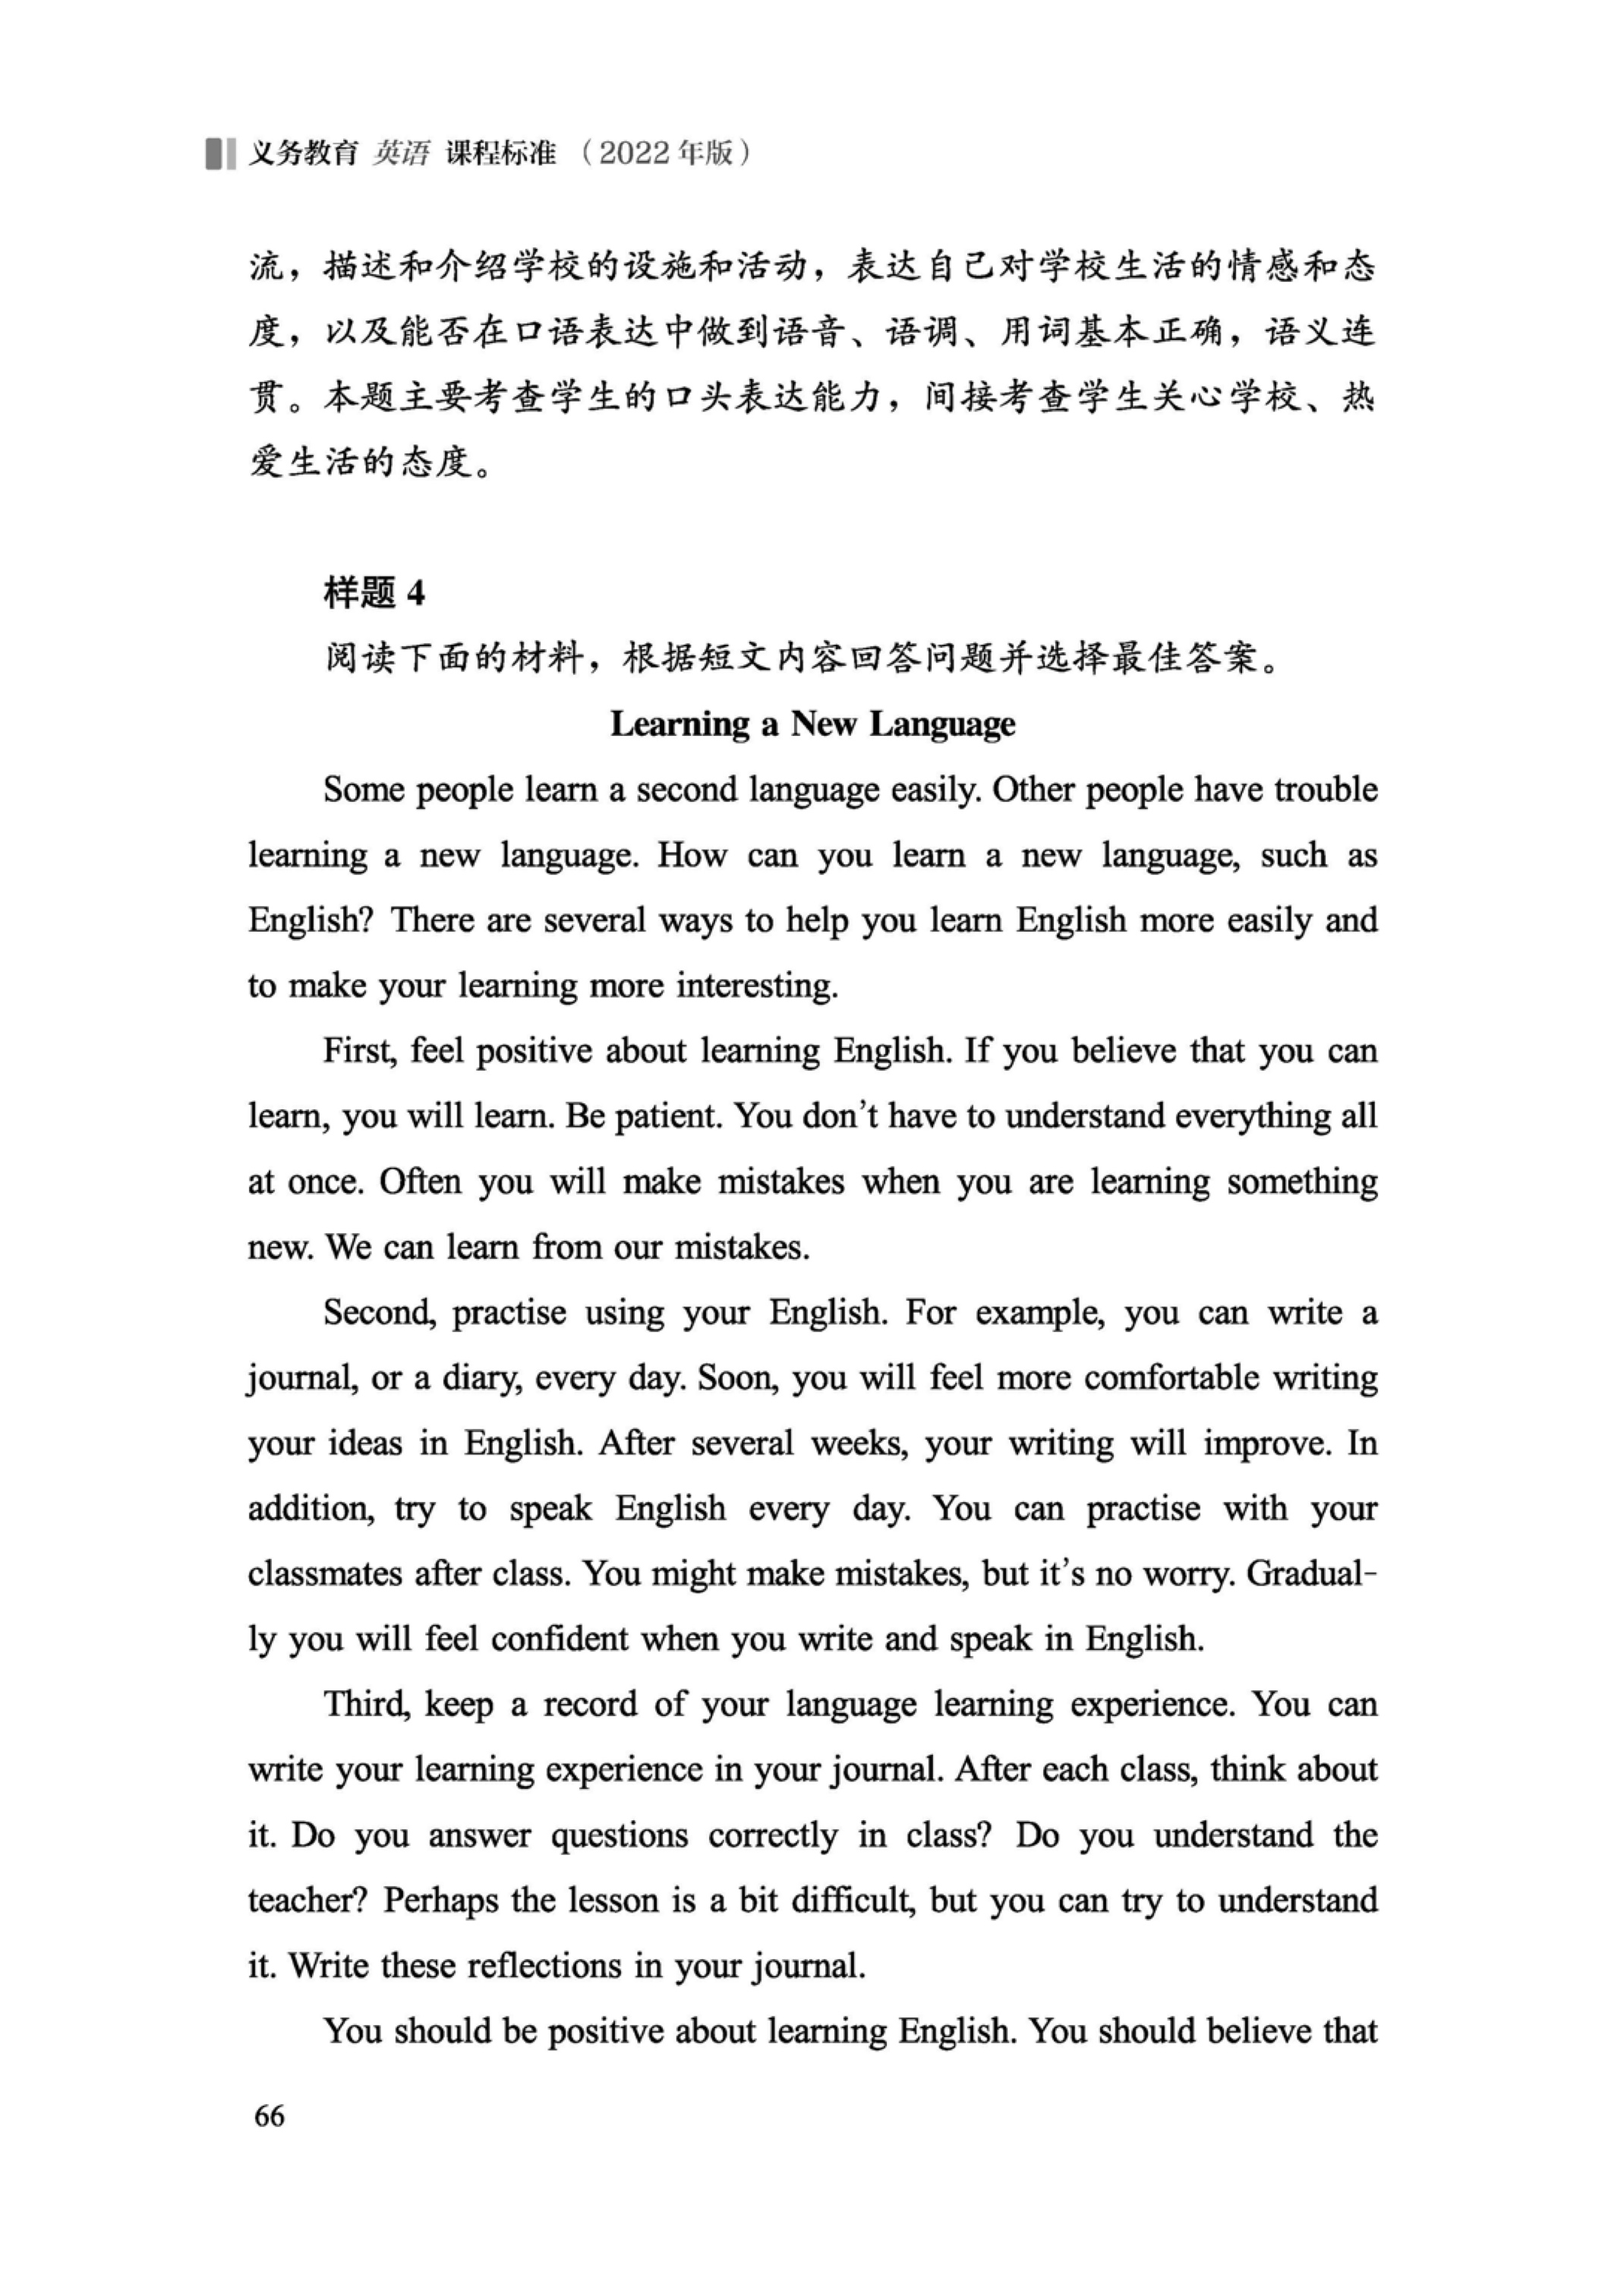 义务教育 英语 课程标准（2022 年版）
流，描述和介绍学校的设施和活动，表达自己对学校生活的情感和态
度，以及能否在口语表达中做到语音、语调、用词基本正确，语义连
贯。本题主要考查学生的口头表达能力，间接考查学生关心学校、热
爱生活的态度。
样题 4
阅读下面的材料，根据短文内容回答问题并选择最佳答案。
Learning a New Language
Some people learn a second language easily. Other people have trouble
learning a new language. How can you learn a new language, such as
English? There are several ways to help you learn English more easily and
to make your learning more interesting.
First, feel positive about learning English. If you believe that you can
learn, you will learn. Be patient. You don’t have to understand everything all
at once. Often you will make mistakes when you are learning something
new. We can learn from our mistakes.
Second, practise using your English. For example, you can write a
journal, or a diary, every day. Soon, you will feel more comfortable writing
your ideas in English. After several weeks, your writing will improve. In
addition, try to speak English every day. You can practise with your
classmates after class. You might make mistakes, but it’s no worry. Gradual-
ly you will feel confident when you write and speak in English.
Third, keep a record of your language learning experience. You can
write your learning experience in your journal. After each class, think about
it. Do you answer questions correctly in class? Do you understand the
teacher? Perhaps the lesson is a bit difficult, but you can try to understand
it. Write these reflections in your journal.
You should be positive about learning English. You should believe that
66